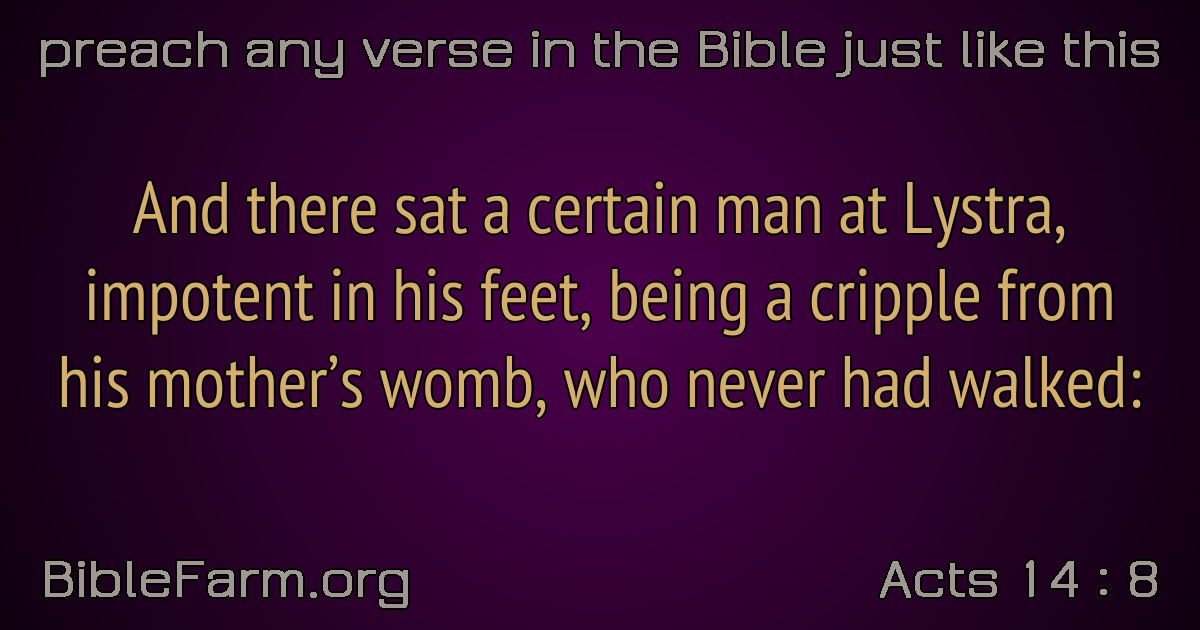 preach any verse in the Bible just like this
And there sat a certain man at Lystra,
impotent in his feet, being a cripple from
his mother’s womb, who never had walked:
BibleFarm.org
Acts 14 : 8